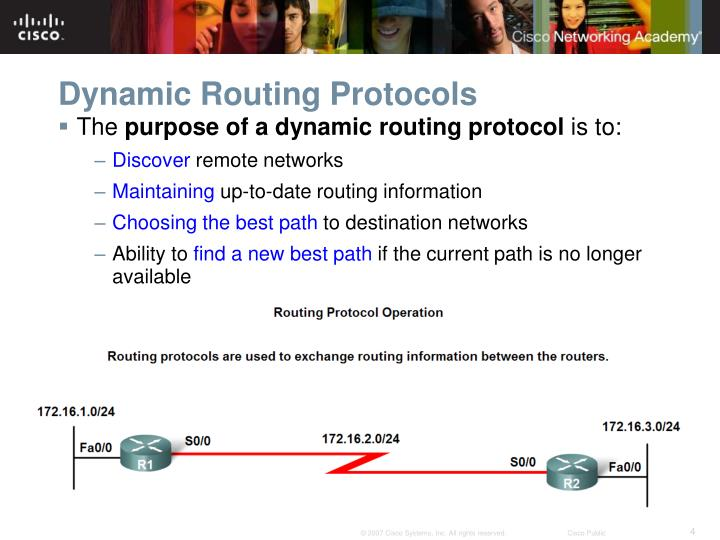 CISCO.
Cisco Networking Academy®
Dynamic Routing Protocols
▪ The purpose of a dynamic routing protocol is to:
– Discover remote networks
– Maintaining up-to-date routing information
– Choosing the best path to destination networks
– Ability to find a new best path if the current path is no longer
available
Routing Protocol Operation
Routing protocols are used to exchange routing information between the routers.
172.16.1.0/24
Fa0/0
R1
S0/0
172.16.2.0/24
S0/0
R2
172.16.3.0/24
Fa0/0
© 2007 Cisco Systems, Inc. All rights reserved.
Cisco Public
4